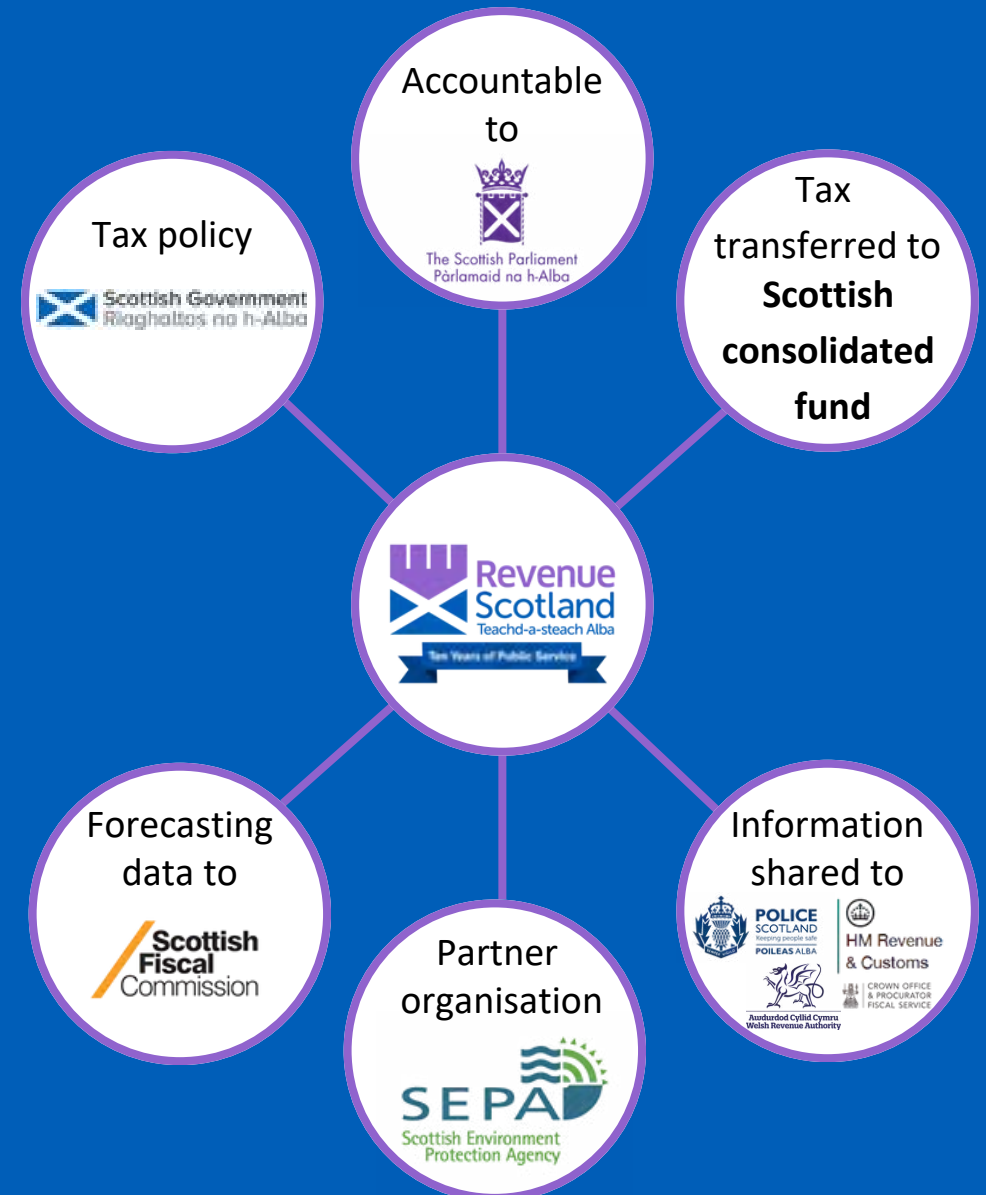 Accountable
to
The Scottish Parliament
Pàrlamaid na h-Alba
Tax policy
Scottish Government
Riaghaltas na h-Alba
Tax
transferred to
Scottish
consolidated
fund
Revenue
Scotland
Teachd-a-steach Alba
Ten Years of Public Service
Forecasting
data to
Scottish
Fiscal
Commission
Partner
organisation
SEPA
Scottish Environment
Protection Agency
Information
shared to
POLICE
SCOTLAND
Keeping people safe
POILEAS ALBA
HM Revenue
& Customs
CROWN OFFICE
& PROCURATOR
FISCAL SERVICE
Awdurdod Cyllid Cymru
Welsh Revenue Authority